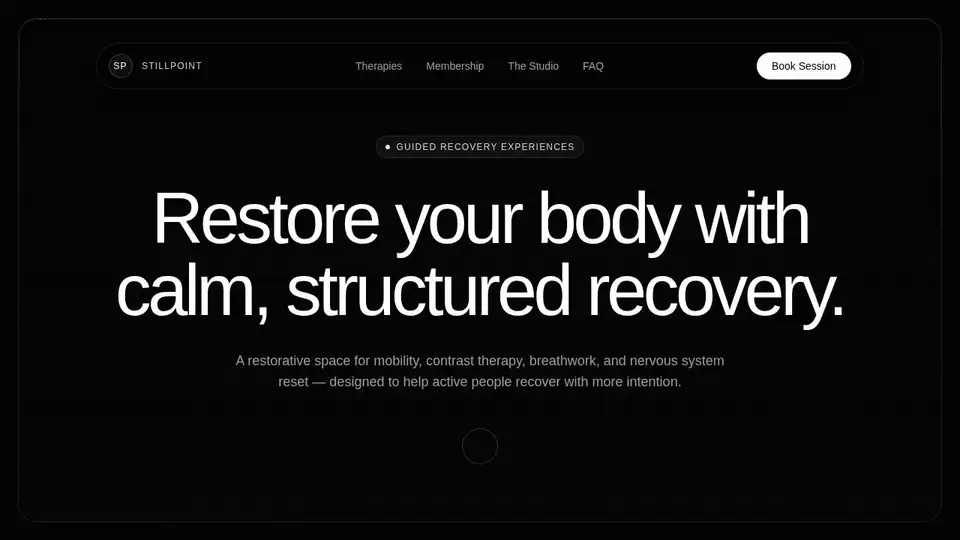 SP STILLPOINT Therapies Membership The Studio FAQ Book Session
GUIDED RECOVERY EXPERIENCES
Restore your body with
calm, structured recovery.
A restorative space for mobility, contrast therapy, breathwork, and nervous system
reset — designed to help active people recover with more intention.